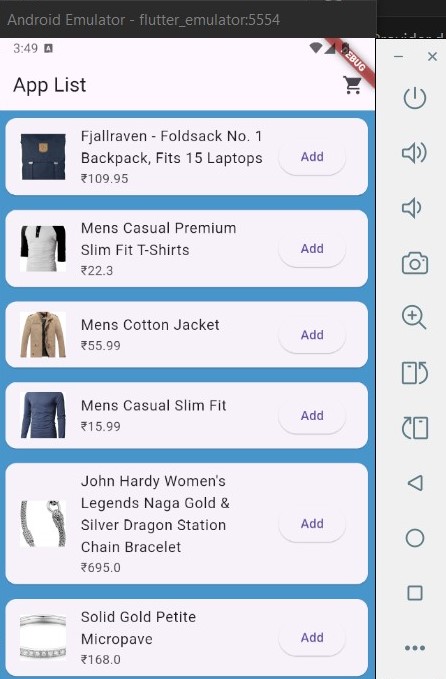 Android Emulator - flutter_emulator:5554
3:49 A
DEBUG
App List
Fjallraven - Foldsack No. 1
Backpack, Fits 15 Laptops
₹109.95
Add
Mens Casual Premium
Slim Fit T-Shirts
₹22.3
Add
Mens Cotton Jacket
₹55.99
Add
Mens Casual Slim Fit
₹15.99
Add
John Hardy Women's
Legends Naga Gold &
Silver Dragon Station
Chain Bracelet
₹695.0
Add
Solid Gold Petite
Micropave
₹168.0
Add